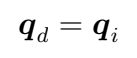 𝒒_d = 𝒒_i